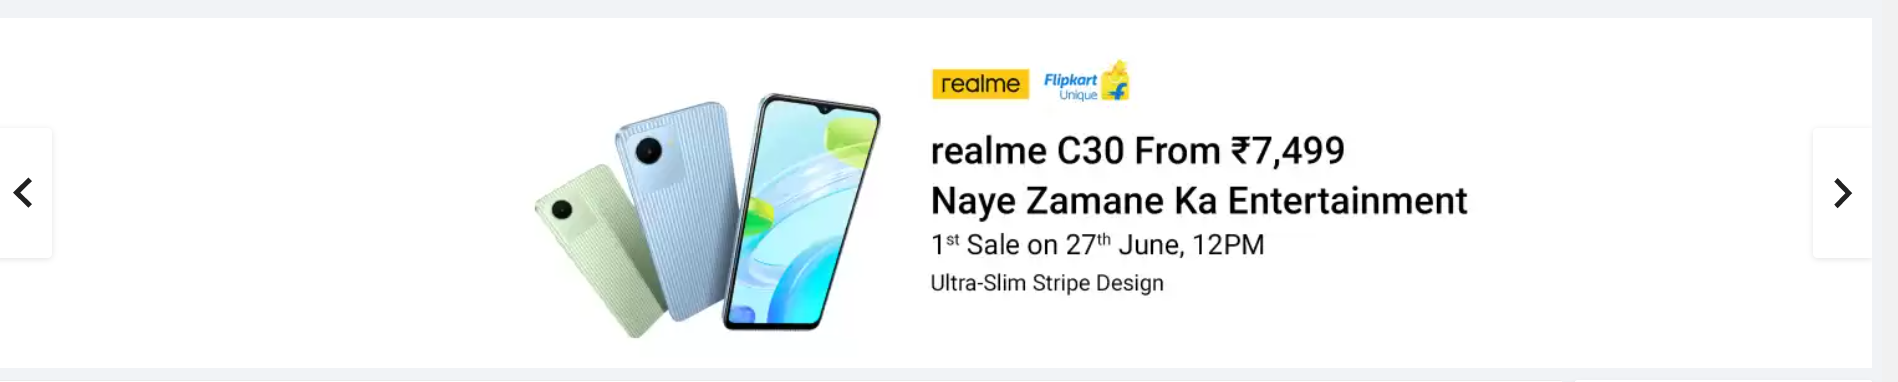 realme
Flipkart
Unique
realme C30 From ₹7,499
Naye Zamane Ka Entertainment
1st Sale on 27th June, 12PM
Ultra-Slim Stripe Design